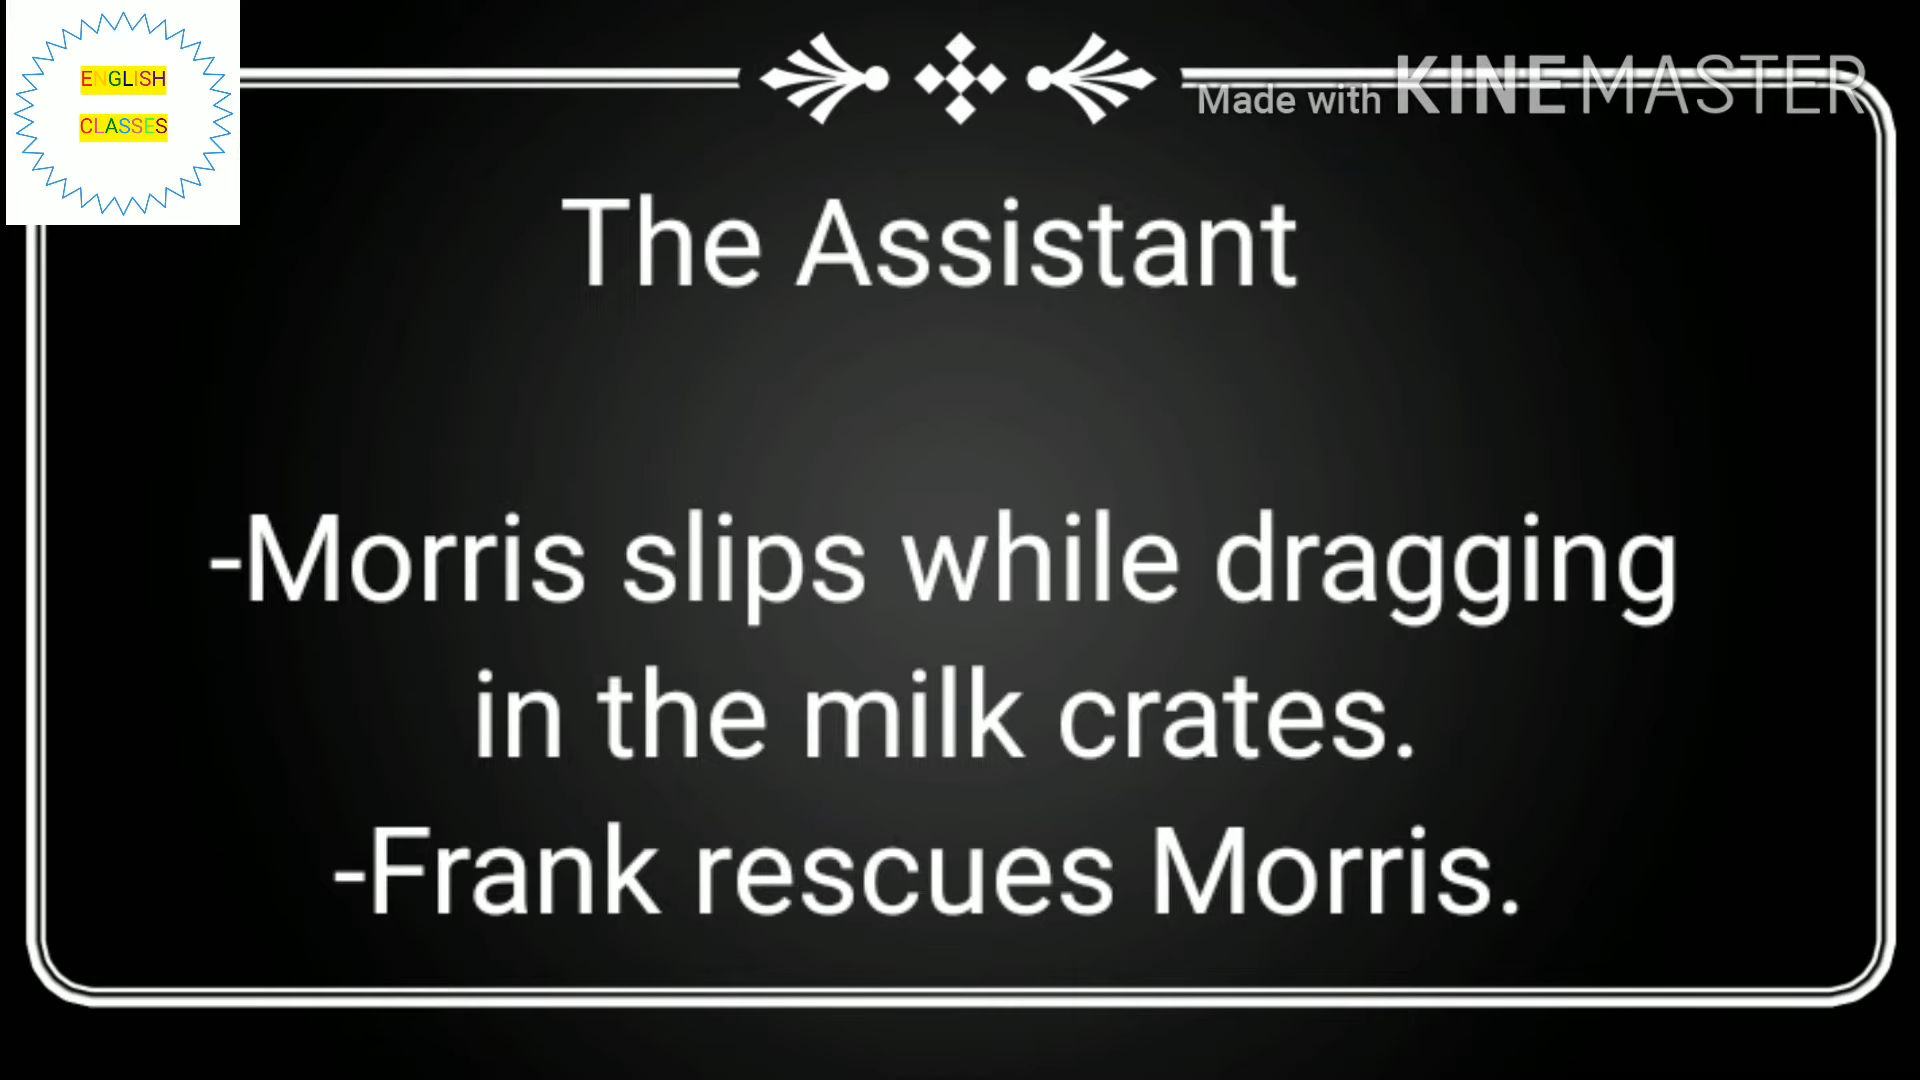 ENGLISH
CLASSES
Made with KINEMASTER
The Assistant
-Morris slips while dragging
in the milk crates.
-Frank rescues Morris.